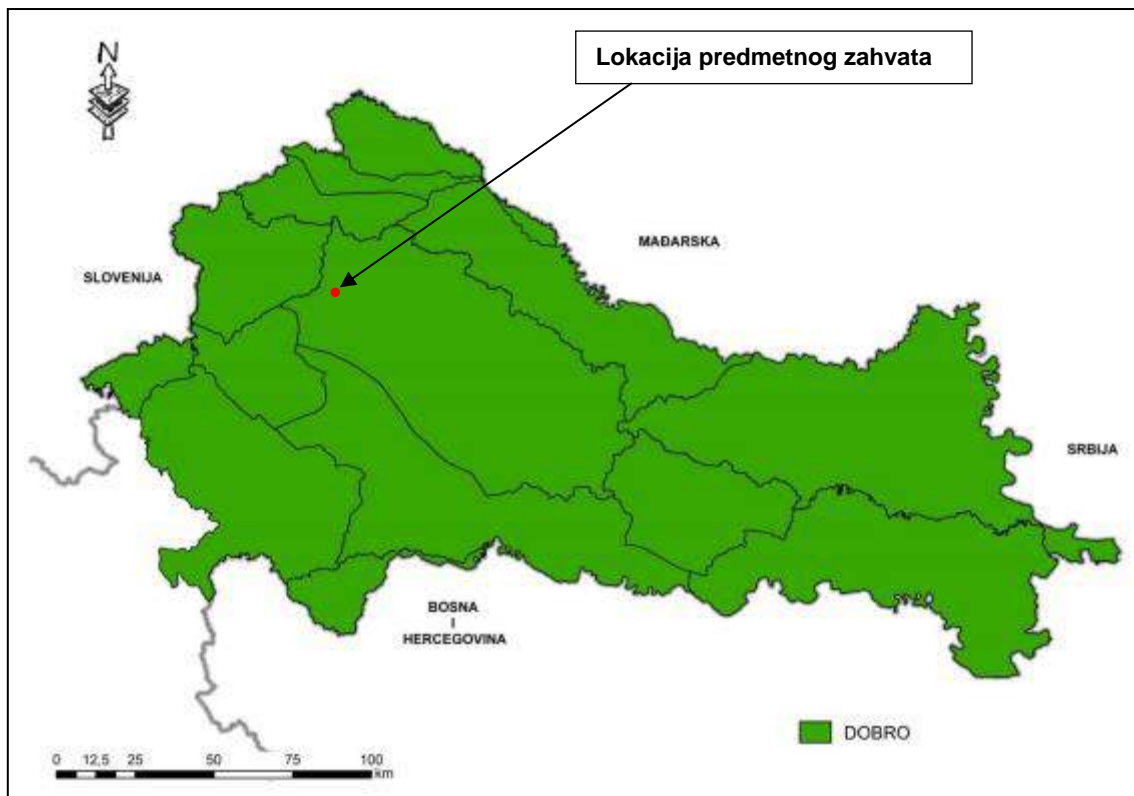 N
Lokacija predmetnog zahvata
MAĐARSKA
SLOVENIJA
SRBIJA
BOSNA
I
HERCEGOVINA
DOBRO
0 12,5 25 50 75 100
km